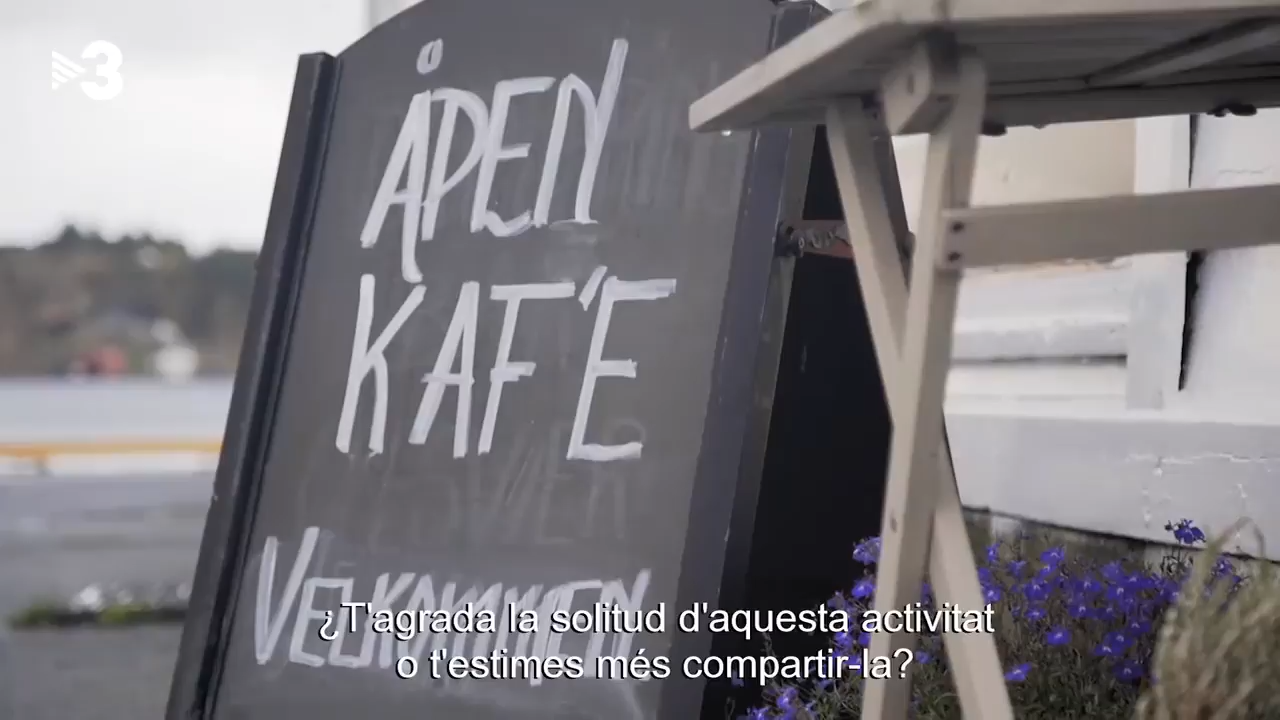 3
ÅPEN
KAFÉ
VELKOMMEN
¿T'agrada la solitud d'aquesta activitat
o t'estimes més compartir-la?